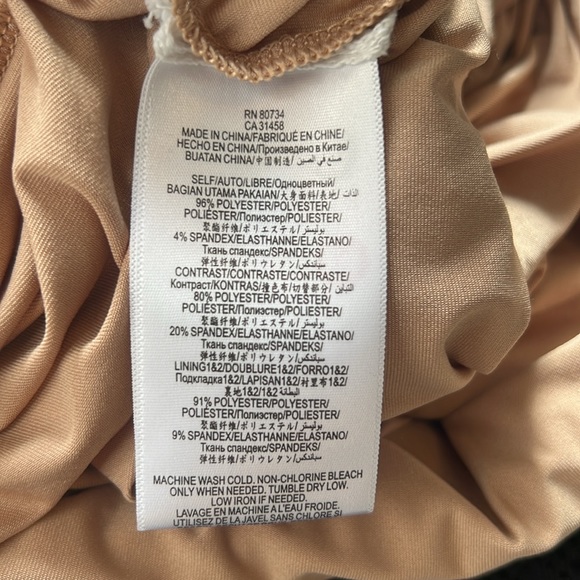 RN 80734
CA 31458
MADE IN CHINA/FABRIQUÉ EN CHINE/
HECHO EN CHINA/Произведено в Китае/
BUATAN CHINA/中国制造/ صنع في الصين/
SELF/AUTO/LIBRE/Одноцветный/
BAGIAN UTAMA PAKAIAN/大身面料/表地/ الذات/
96% POLYESTER/POLYESTER/
POLIÉSTER/Полиэстер/POLIESTER/
聚酯纤维/ポリエステル/بوليستر/
4% SPANDEX/ELASTHANNE/ELASTANO/
Ткань спандекс/SPANDEKS/
弹性纤维/ポリウレタン/سباندكس/
CONTRAST/CONTRASTE/CONTRASTE/
Контраст/KONTRAS/撞色布/切替部分/ التباين/
80% POLYESTER/POLYESTER/
POLIÉSTER/Полиэстер/POLIESTER/
聚酯纤维/ポリエステル/بوليستر/
20% SPANDEX/ELASTHANNE/ELASTANO/
Ткань спандекс/SPANDEKS/
弹性纤维/ポリウレタン/سباندكس/
LINING1&2/DOUBLURE1&2/FORRO1&2/
Подкладка1&2/LAPISAN1&2/衬里布1&2/
裏地1&2/البطانة 1&2/
91% POLYESTER/POLYESTER/
POLIÉSTER/Полиэстер/POLIESTER/
聚酯纤维/ポリエステル/بوليستر/
9% SPANDEX/ELASTHANNE/ELASTANO/
Ткань спандекс/SPANDEKS/
弹性纤维/ポリウレタン/سباندكس/
MACHINE WASH COLD. NON-CHLORINE BLEACH
ONLY WHEN NEEDED. TUMBLE DRY LOW.
LOW IRON IF NEEDED.
LAVAGE EN MACHINE A L'EAU FROIDE.
UTILISEZ DE LA JAVEL SANS CHLORE SI